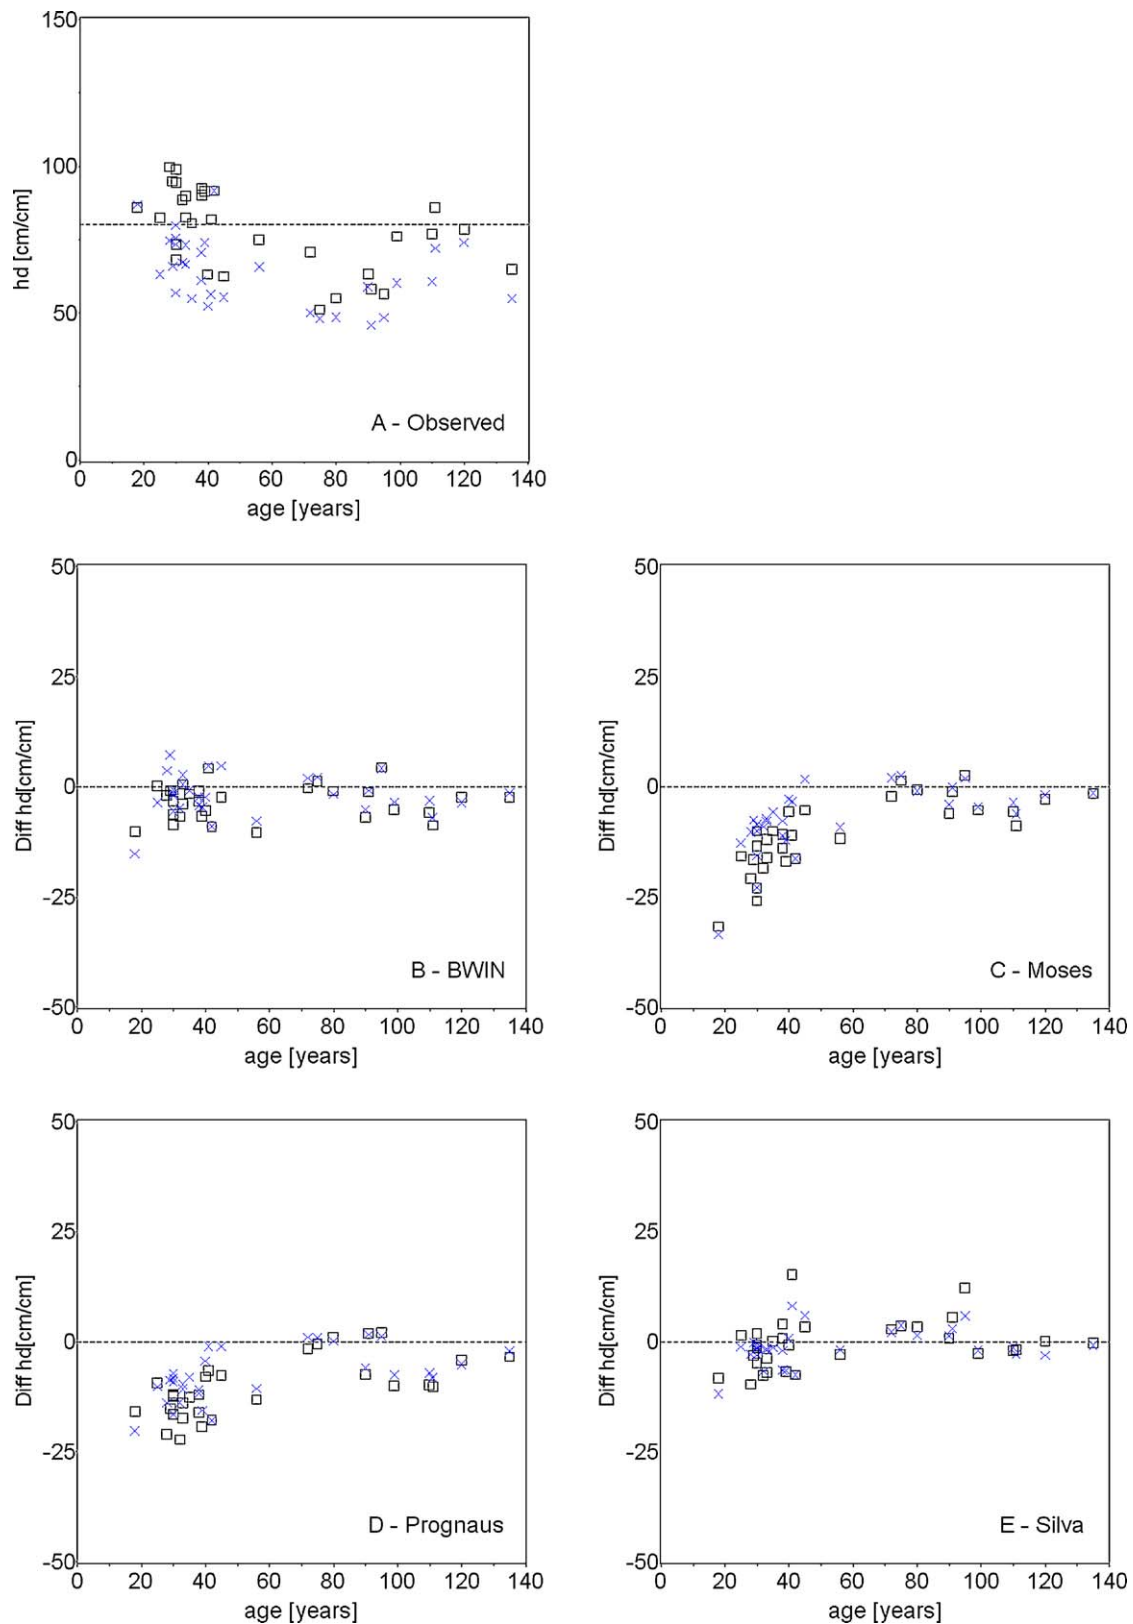 150
100
50
0
hd [cm/cm]
A - Observed
0 20 40 60 80 100 120 140
age [years]
50
25
0
-25
-50
Diff hd[cm/cm]
B - BWIN
0 20 40 60 80 100 120 140
age [years]
50
25
0
-25
-50
Diff hd[cm/cm]
C - Moses
0 20 40 60 80 100 120 140
age [years]
50
25
0
-25
-50
Diff hd[cm/cm]
D - Prognaus
0 20 40 60 80 100 120 140
age [years]
50
25
0
-25
-50
Diff hd[cm/cm]
E - Silva
0 20 40 60 80 100 120 140
age [years]